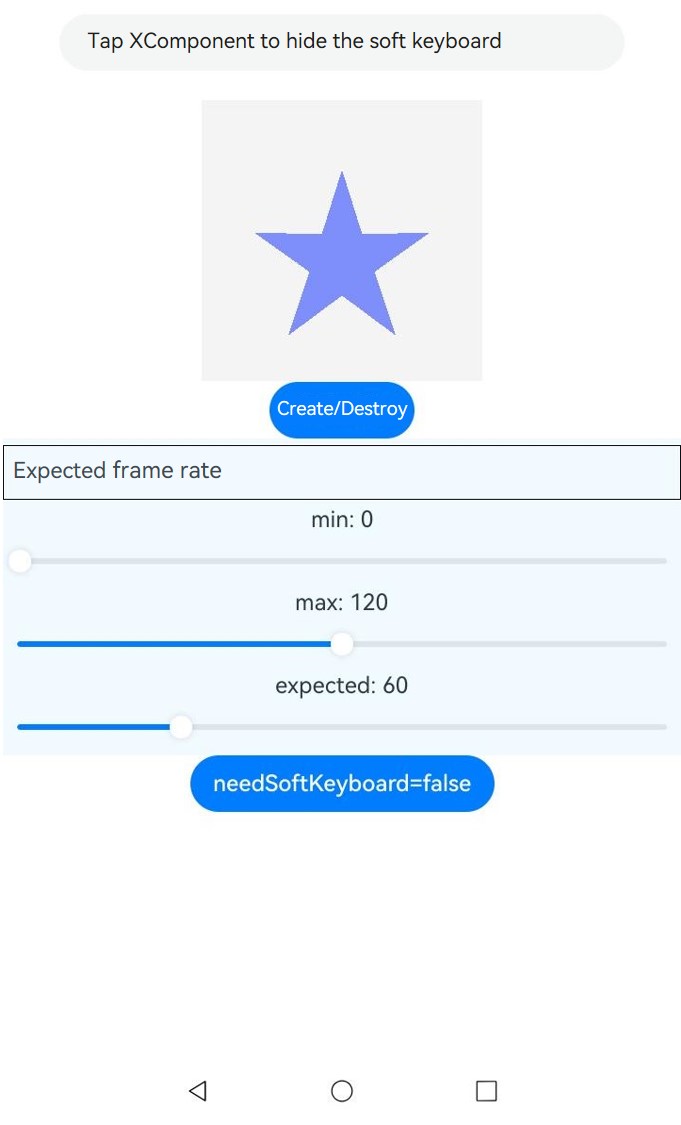 Tap XComponent to hide the soft keyboard
Create/Destroy
Expected frame rate
min: 0
max: 120
expected: 60
needSoftKeyboard=false